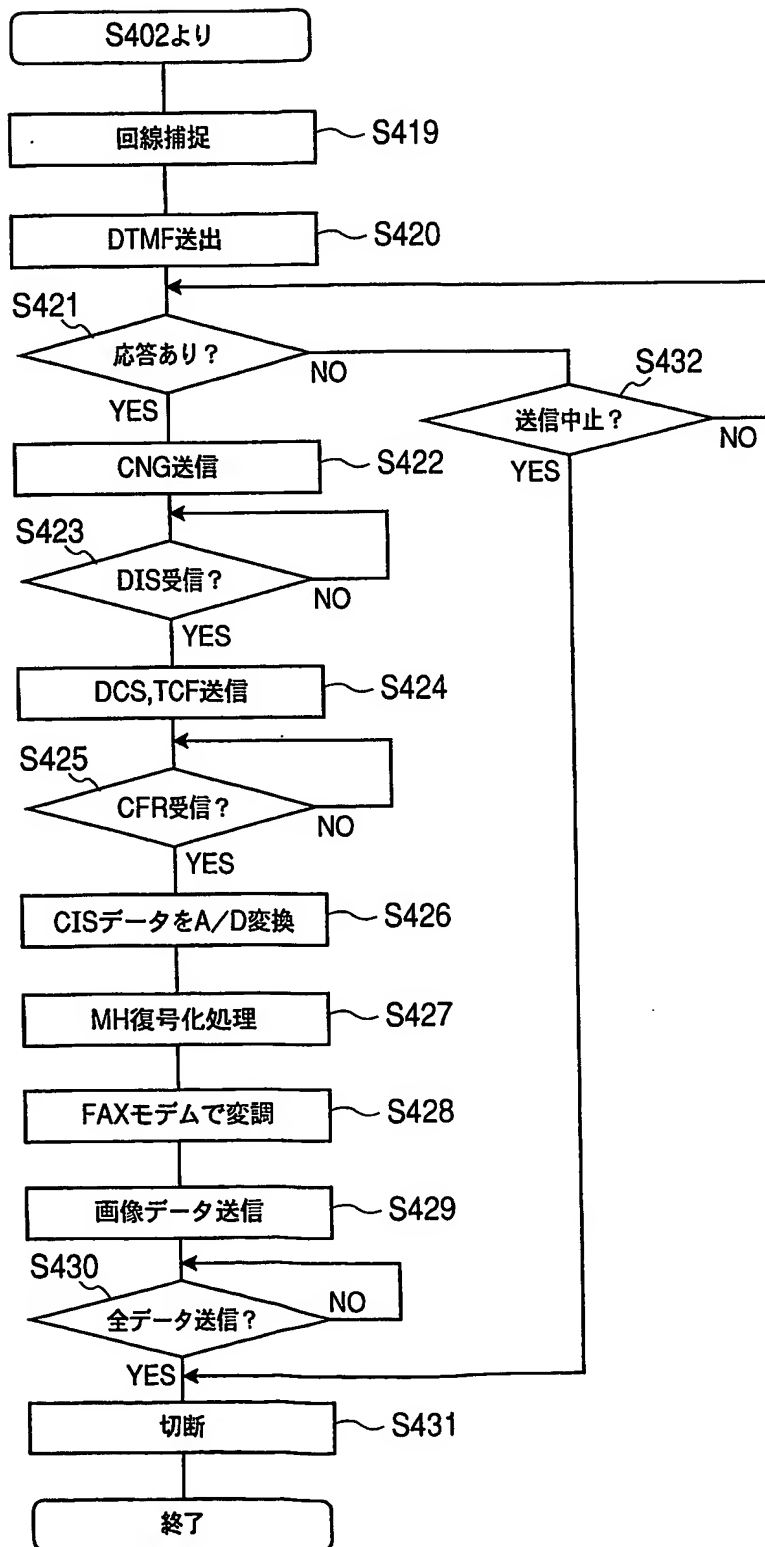 S402より
回線捕捉
S419
DTMF送出
S420
S421
応答あり?
NO
YES
S432
送信中止?
NO
YES
CNG送信
S422
S423
DIS受信?
NO
YES
DCS,TCF送信
S424
S425
CFR受信?
NO
YES
CISデータをA/D変換
S426
MH復号化処理
S427
FAXモデムで変調
S428
画像データ送信
S429
S430
全データ送信?
NO
YES
切断
S431
終了